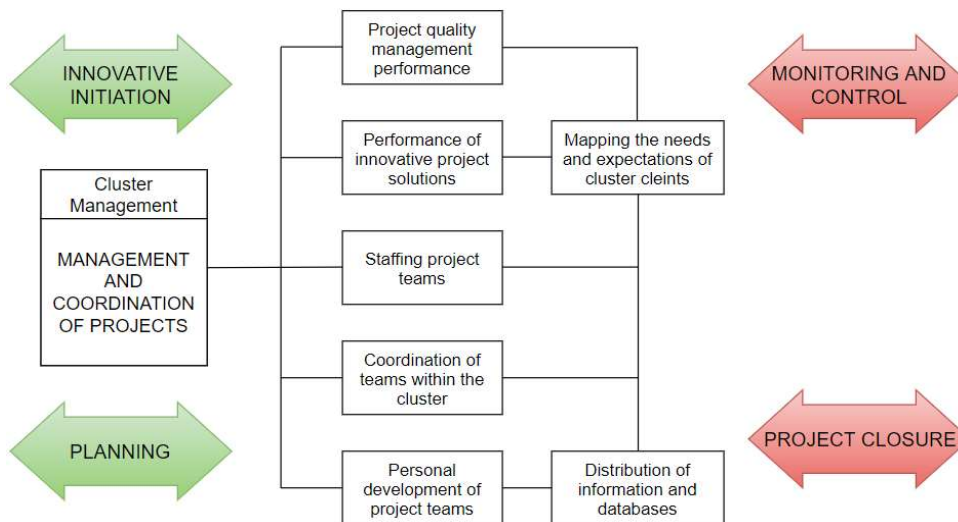 INNOVATIVE
INITIATION
Project quality
management
performance
MONITORING AND
CONTROL
Performance of
innovative project
solutions
Mapping the needs
and expectations of
cluster cleints
Cluster
Management
MANAGEMENT
AND
COORDINATION
OF PROJECTS
Staffing project
teams
Coordination of
teams within the
cluster
PLANNING
PROJECT CLOSURE
Personal
development of
project teams
Distribution of
information and
databases